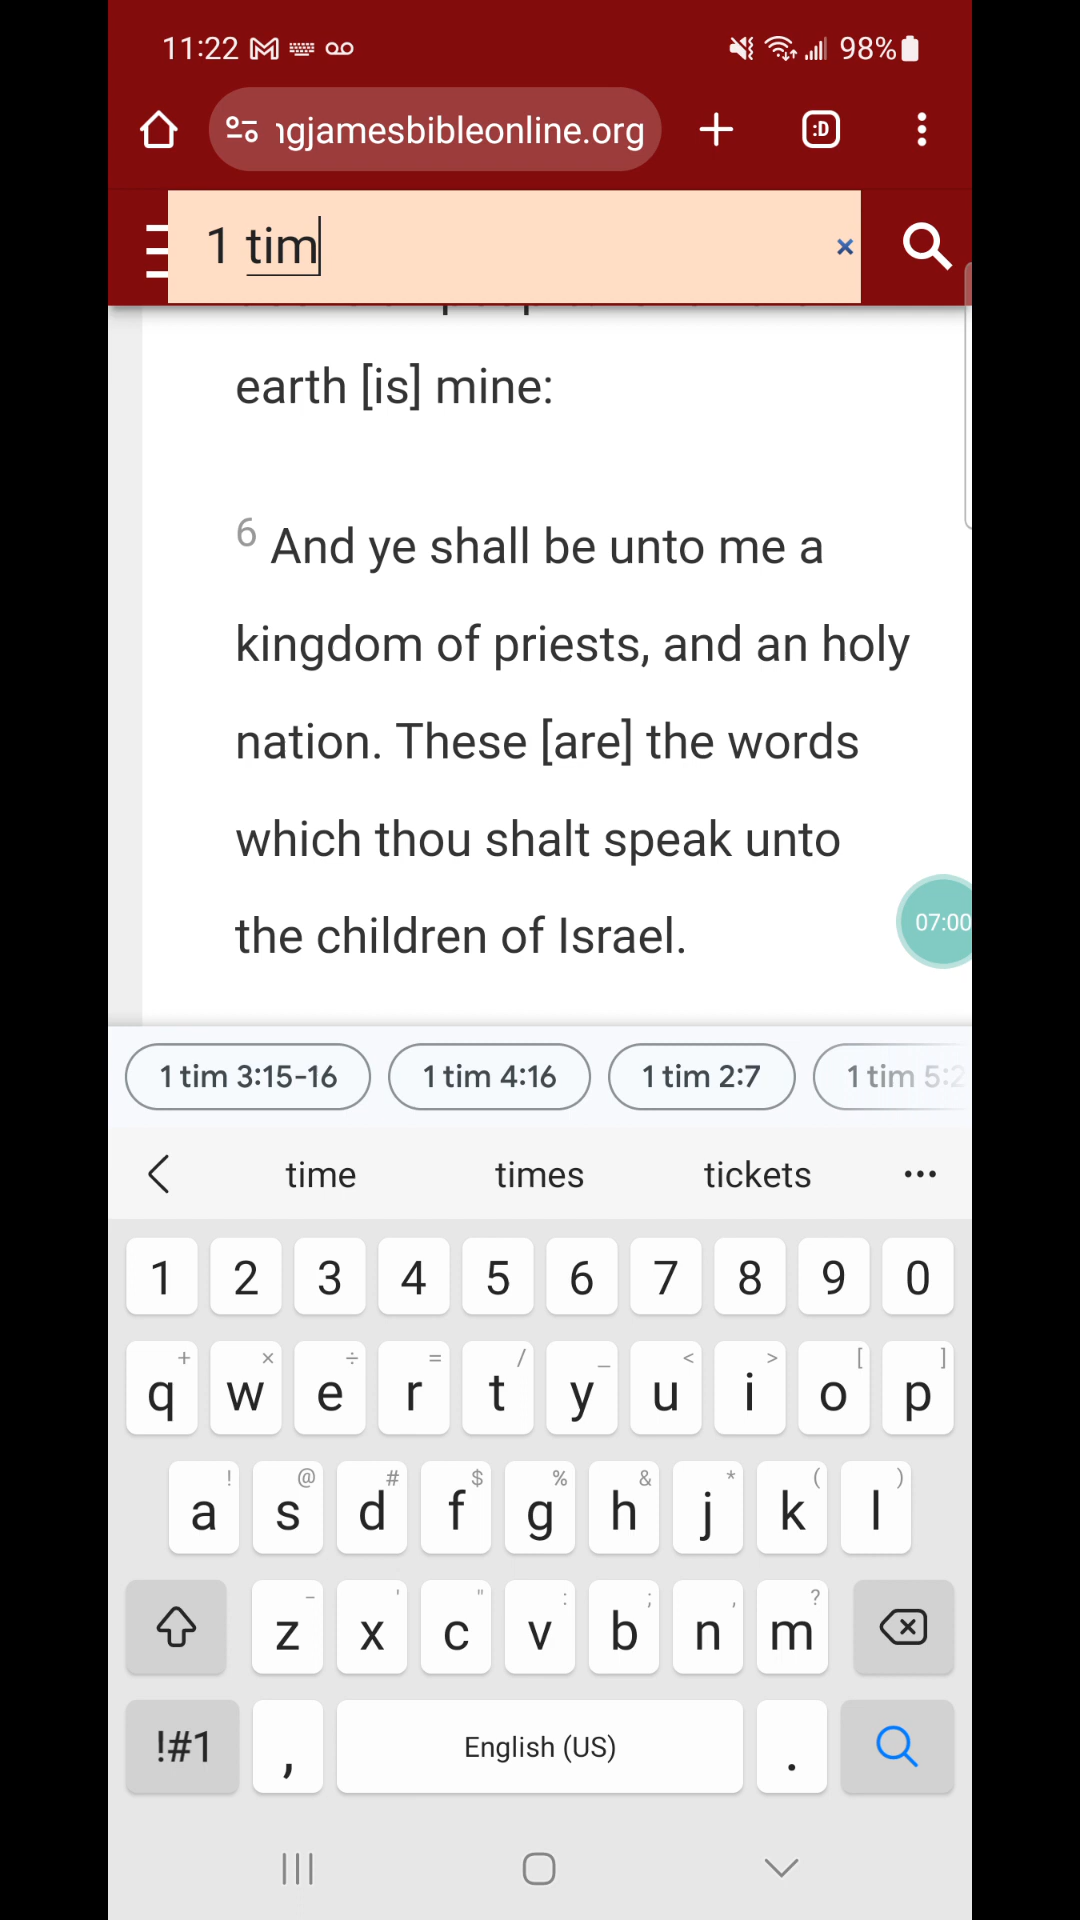 11:22 98%
ngjamesbibleonline.org :D
1 tim ×
earth [is] mine:
6 And ye shall be unto me a
kingdom of priests, and an holy
nation. These [are] the words
which thou shalt speak unto
the children of Israel.
07:00
1 tim 3:15-16 1 tim 4:16 1 tim 2:7 1 tim 5:2
time times tickets ...
1 2 3 4 5 6 7 8 9 0
+ × ÷ = / _ < > [ ]
q w e r t y u i o p
! @ # $ % & * ( )
a s d f g h j k l
- ' " : ; , ?
z x c v b n m
!#1 , English (US) .